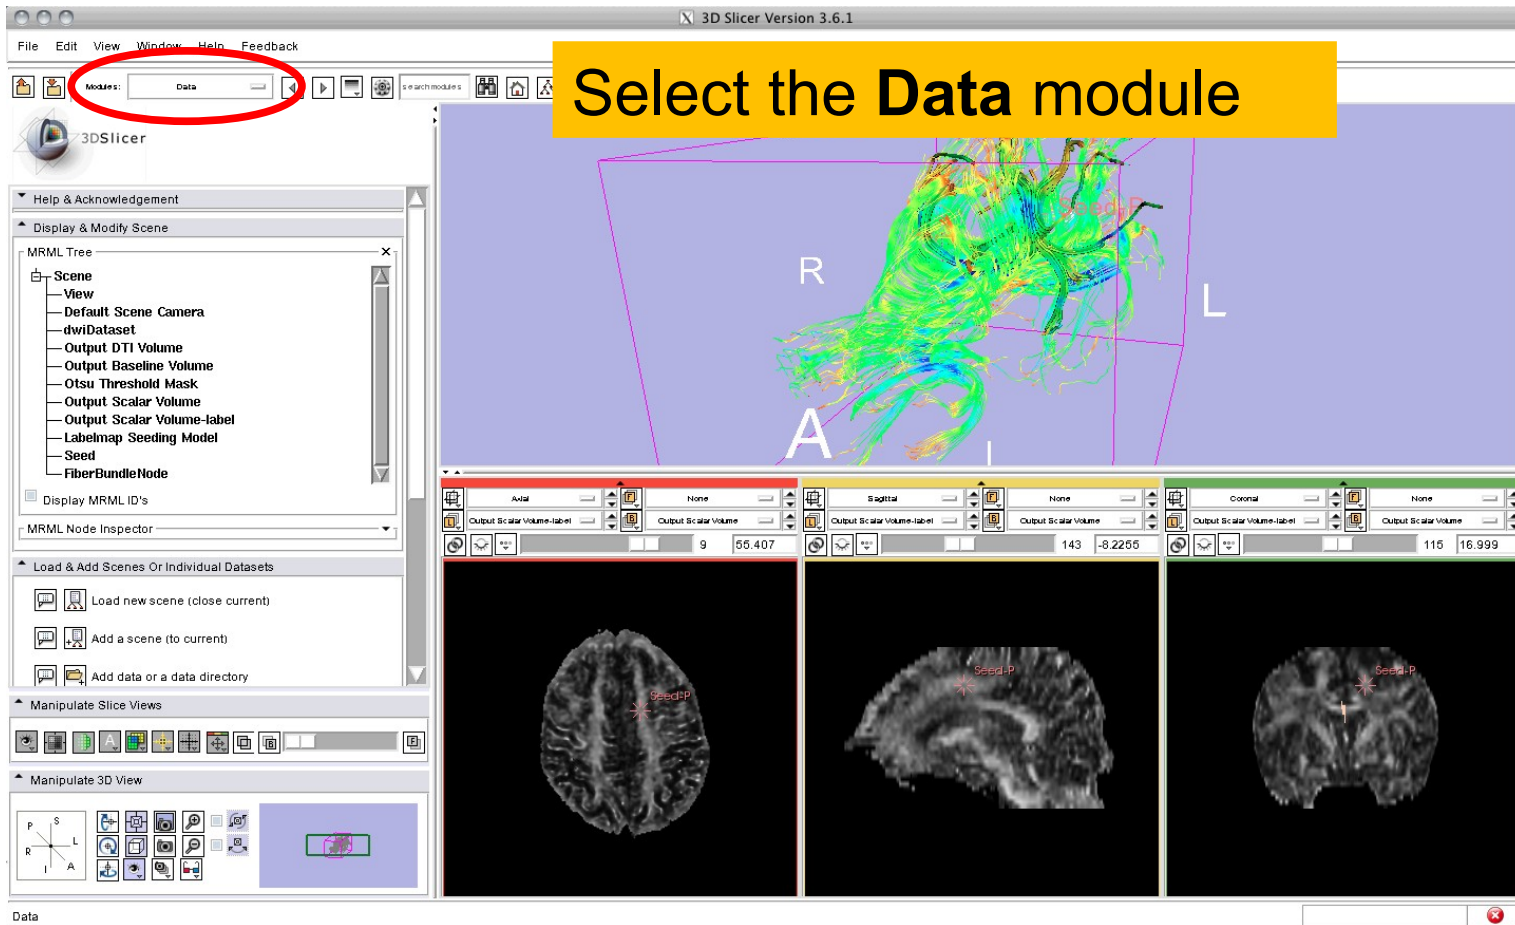 3D Slicer Version 3.6.1
File Edit View Window Help Feedback
Select the Data module
Modules: Data search modules
3DSlicer
Help & Acknowledgement
Display & Modify Scene
MRML Tree
Scene
View
Default Scene Camera
dwiDataset
Output DTI Volume
Output Baseline Volume
Otsu Threshold Mask
Output Scalar Volume
Output Scalar Volume-label
Labelmap Seeding Model
Seed
FiberBundleNode
Display MRML ID's
MRML Node Inspector
Load & Add Scenes Or Individual Datasets
Load new scene (close current)
Add a scene (to current)
Add data or a data directory
Manipulate Slice Views
A
B
F
Manipulate 3D View
P S
L
R
I A
Seed-P
R
L
A
I
Axial F None
L Output Scalar Volume-label B Output Scalar Volume
9 55.407
Sagittal F None
L Output Scalar Volume-label B Output Scalar Volume
143 -8.2255
Coronal F None
L Output Scalar Volume-label B Output Scalar Volume
115 16.999
Seed-P
Seed-P
Seed-P
Data